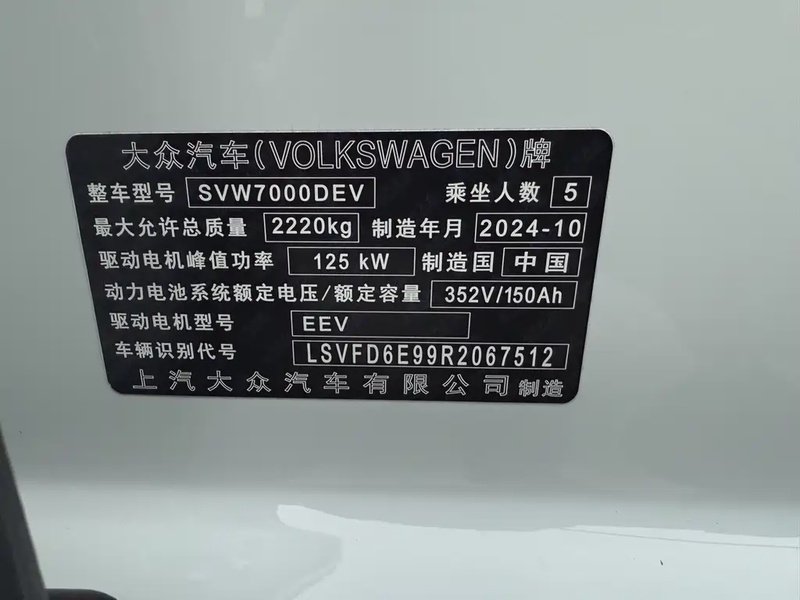 大众汽车(VOLKSWAGEN)牌
整车型号 SVW7000DEV 乘坐人数 5
最大允许总质量 2220kg 制造年月 2024-10
驱动电机峰值功率 125 kW 制造国 中国
动力电池系统额定电压/额定容量 352V/150Ah
驱动电机型号 EEV
车辆识别代号 LSVFD6E99R2067512
上汽大众汽车有限公司 制造